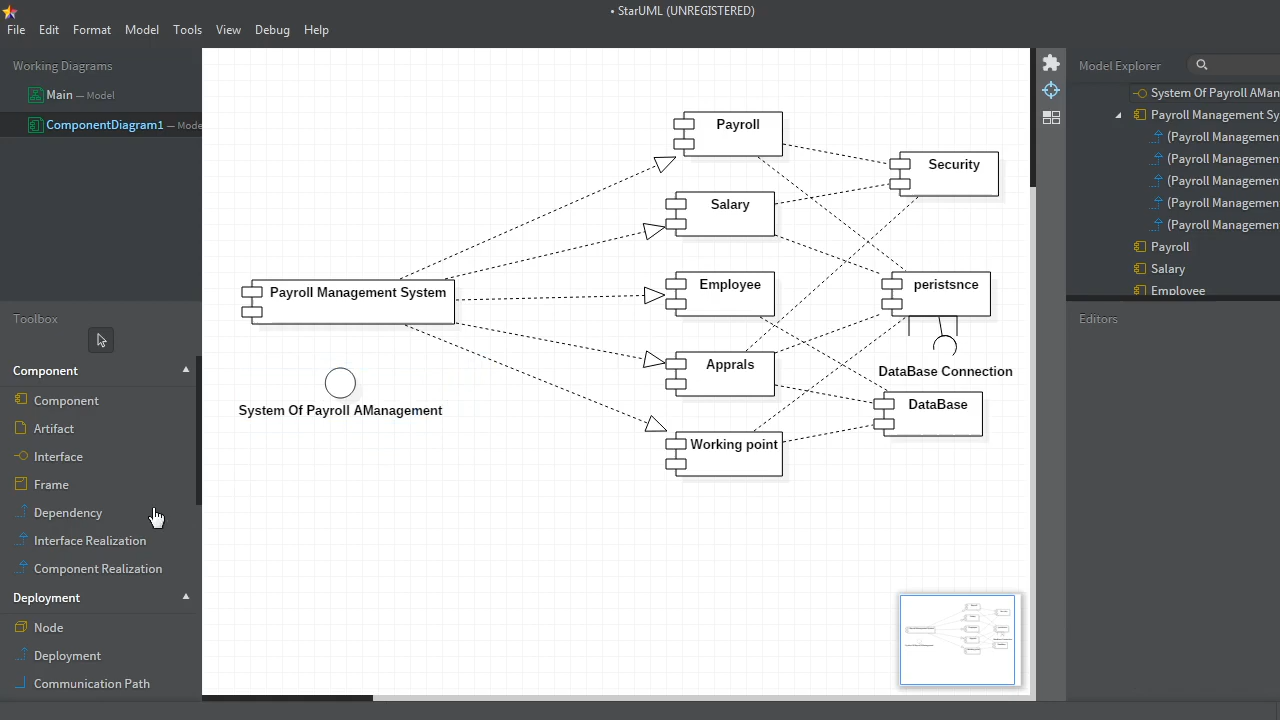 • StarUML (UNREGISTERED)
File Edit Format Model Tools View Debug Help
Working Diagrams
Main — Model
ComponentDiagram1 — Mode
Toolbox
Component
Component
Artifact
Interface
Frame
Dependency
Interface Realization
Component Realization
Deployment
Node
Deployment
Communication Path
Payroll
Salary
Employee
Apprals
Working point
Payroll Management System
System Of Payroll AManagement
Security
peristsnce
DataBase Connection
DataBase
Model Explorer
System Of Payroll AMan
Payroll Management Sy
(Payroll Managemen
(Payroll Managemen
(Payroll Managemen
(Payroll Managemen
(Payroll Managemen
Payroll
Salary
Employee
Editors